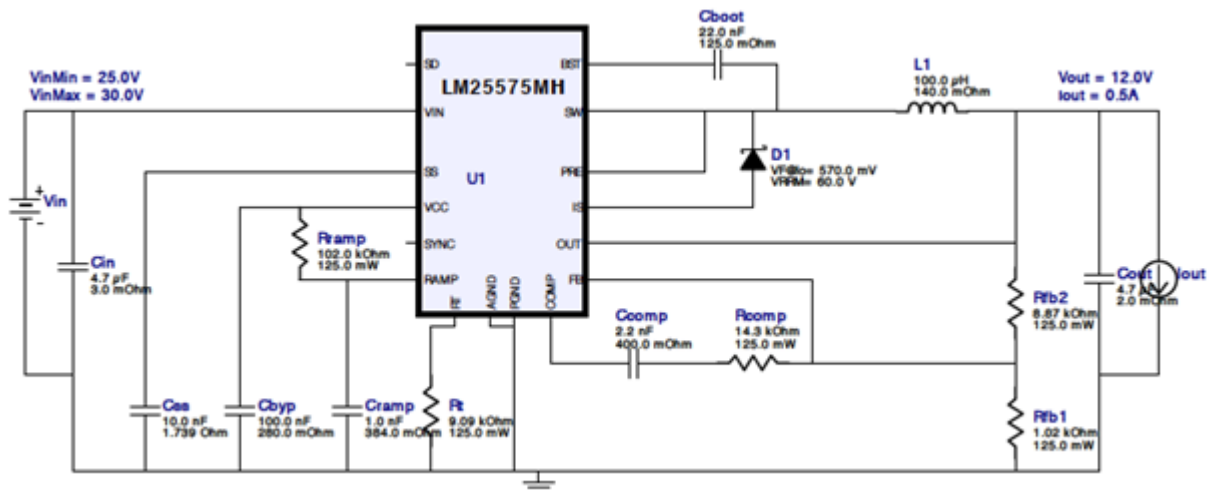 Cboot
22.0 nF
125.0 mOhm
SD
BST
LM25575MH
L1
100.0 µH
140.0 mOhm
VinMin = 25.0V
VinMax = 30.0V
Vout = 12.0V
Iout = 0.5A
VIN
SW
D1
VF@Io= 570.0 mV
VRRM= 60.0 V
SS
U1
PRE
Vin
+
-
VCC
IS
Rramp
102.0 kOhm
125.0 mW
SYNC
OUT
Cin
4.7 µF
3.0 mOhm
RAMP
FB
RT
AGND
PGND
COMP
Cout
4.7 µF
2.0 mOhm
Iout
Rfb2
8.87 kOhm
125.0 mW
Ccomp
2.2 nF
400.0 mOhm
Rcomp
14.3 kOhm
125.0 mW
Css
10.0 nF
1.739 Ohm
Cbyp
100.0 nF
280.0 mOhm
Cramp
1.0 nF
384.0 mOhm
Rt
9.09 kOhm
125.0 mW
Rfb1
1.02 kOhm
125.0 mW